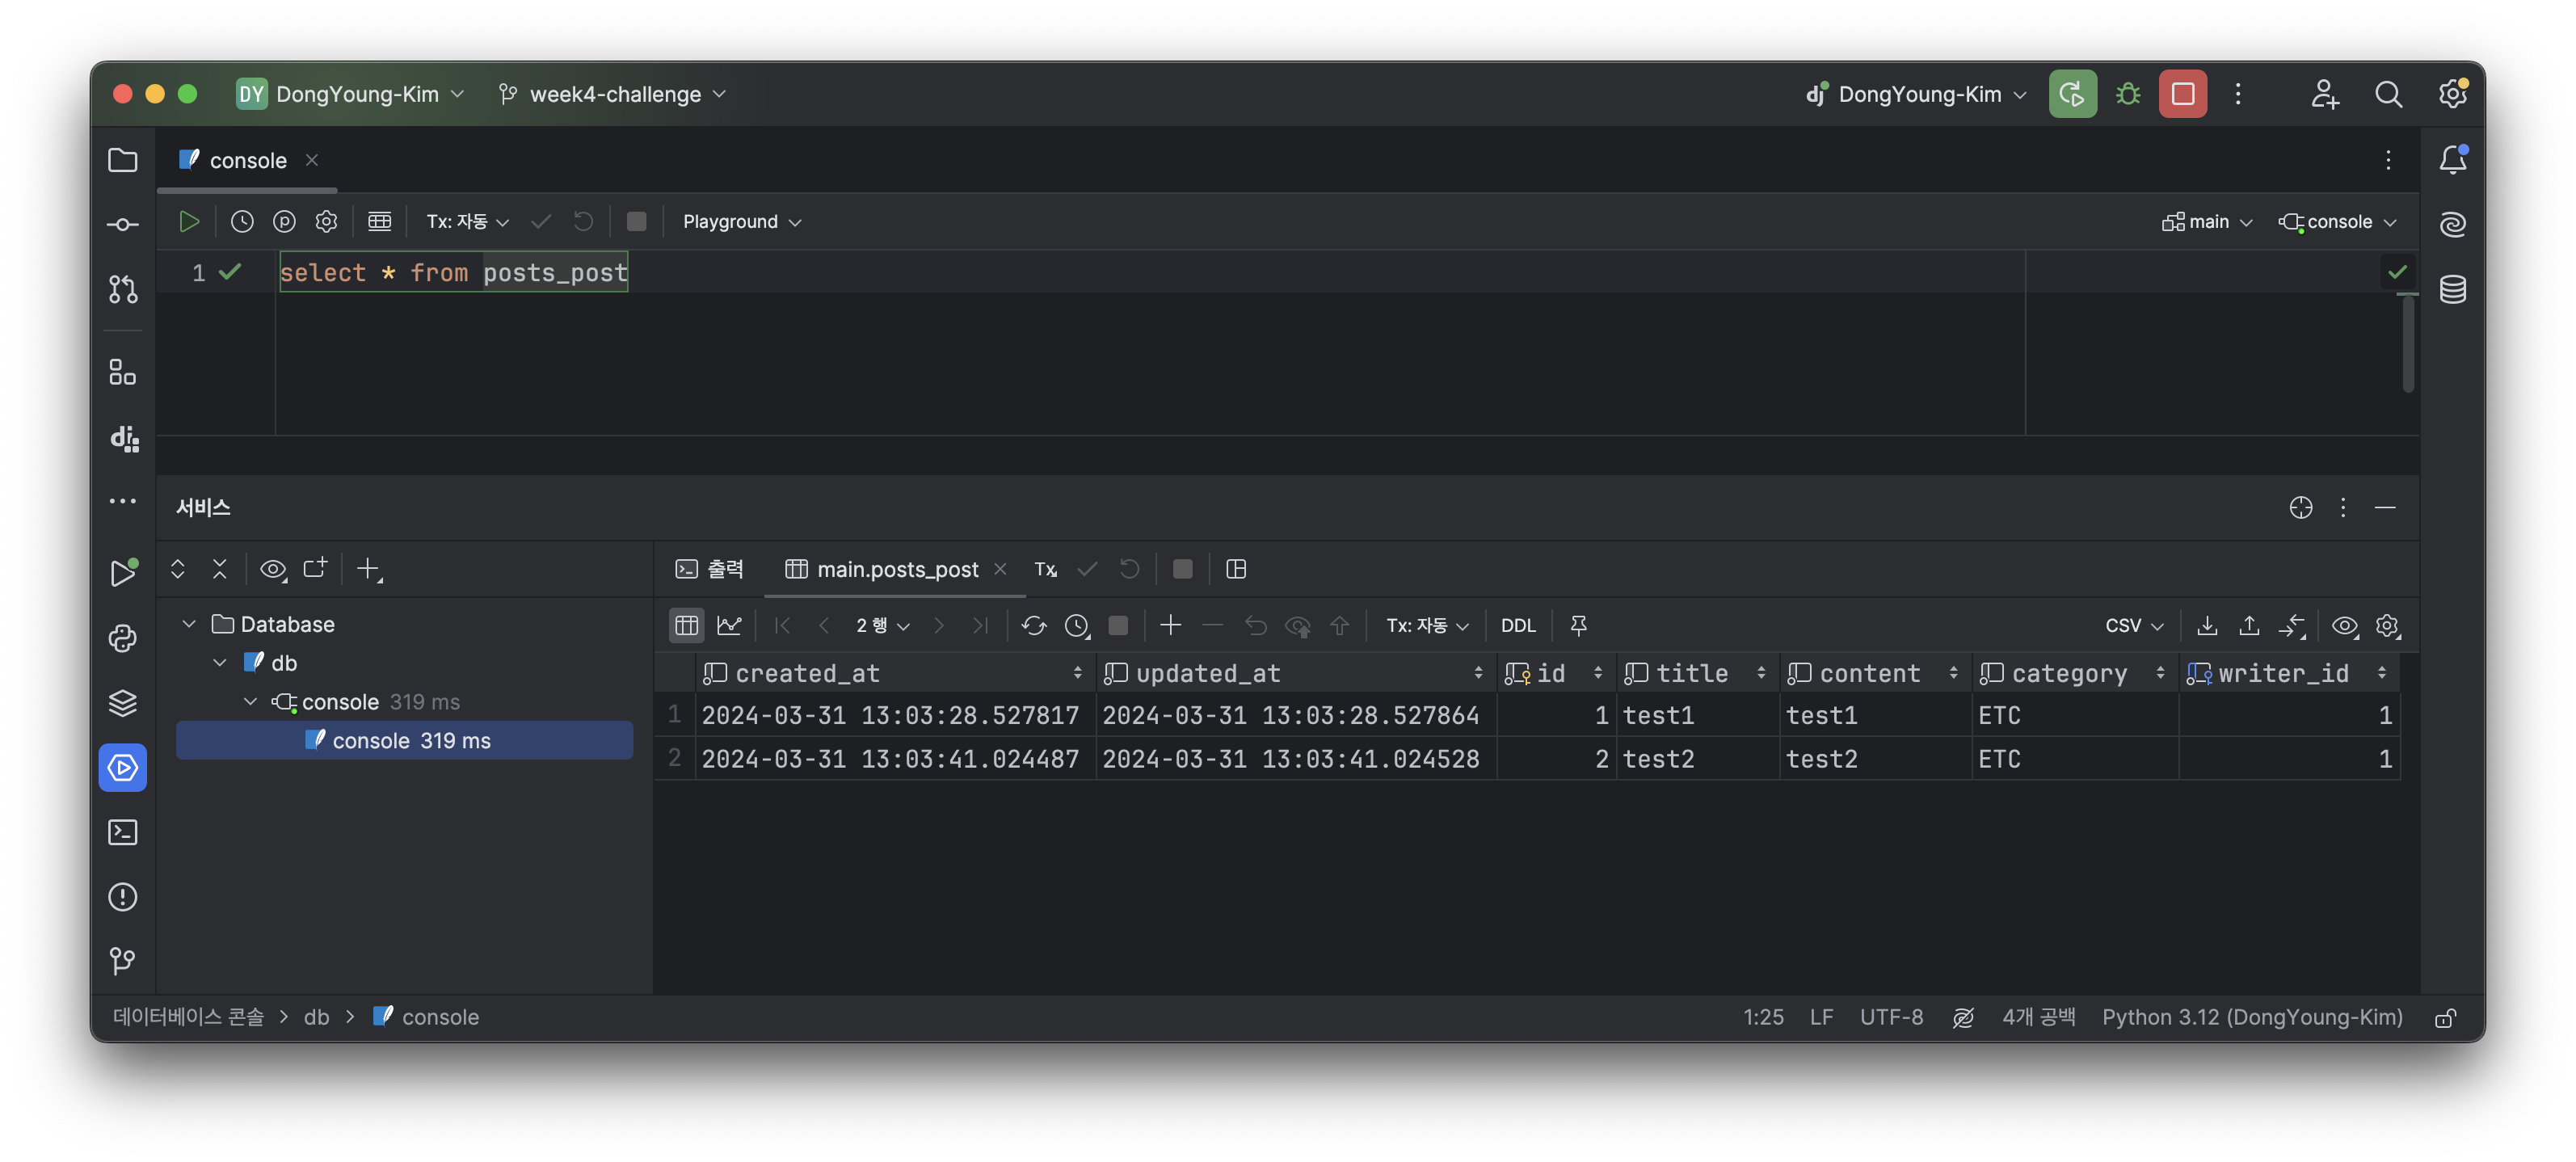 DY DongYoung-Kim week4-challenge dj DongYoung-Kim
console
Tx: 자동 Playground main console
1 select * from posts_post
서비스
출력 main.posts_post Tx
2 행 Tx: 자동 DDL CSV
Database
db
console 319 ms
console 319 ms
created_at updated_at id title content category writer_id
1 2024-03-31 13:03:28.527817 2024-03-31 13:03:28.527864 1 test1 test1 ETC 1
2 2024-03-31 13:03:41.024487 2024-03-31 13:03:41.024528 2 test2 test2 ETC 1
데이터베이스 콘솔 > db > console 1:25 LF UTF-8 4개 공백 Python 3.12 (DongYoung-Kim)